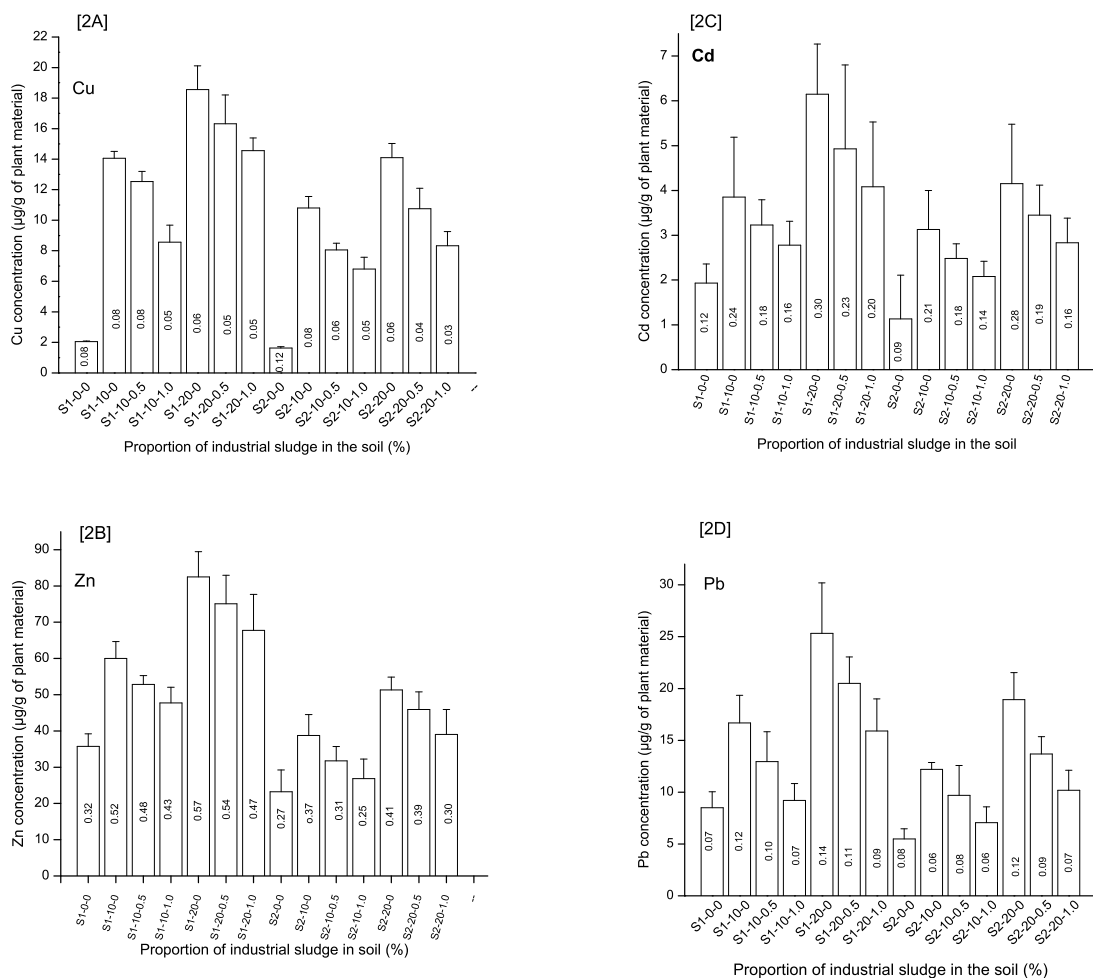 [2A]
Cu
Cu concentration (µg/g of plant material)
22
20
18
16
14
12
10
8
6
4
2
0
0.08
0.08
0.08
0.05
0.06
0.05
0.05
0.12
0.08
0.06
0.05
0.06
0.04
0.03
S1-0-0
S1-10-0
S1-10-0.5
S1-10-1.0
S1-20-0
S1-20-0.5
S1-20-1.0
S2-0-0
S2-10-0
S2-10-0.5
S2-10-1.0
S2-20-0
S2-20-0.5
S2-20-1.0
--
Proportion of industrial sludge in the soil (%)
[2C]
Cd
Cd concentration (µg/g of plant material)
7
6
5
4
3
2
1
0
0.12
0.24
0.18
0.16
0.30
0.23
0.20
0.09
0.21
0.18
0.14
0.28
0.19
0.16
S1-0-0
S1-10-0
S1-10-0.5
S1-10-1.0
S1-20-0
S1-20-0.5
S1-20-1.0
S2-0-0
S2-10-0
S2-10-0.5
S2-10-1.0
S2-20-0
S2-20-0.5
S2-20-1.0
Proportion of industrial sludge in the soil
[2B]
Zn
Zn concentration (µg/g of plant material)
90
80
70
60
50
40
30
20
10
0
0.32
0.52
0.48
0.43
0.57
0.54
0.47
0.27
o.37
0.31
0.25
0.41
0.39
0.30
S1-0-0
S1-10-0
S1-10-0.5
S1-10-1.0
S1-20-0
S1-20-0.5
S1-20-1.0
S2-0-0
S2-10-0
S2-10-0.5
S2-10-1.0
S2-20-0
S2-20-0.5
S2-20-1.0
--
Proportion of industrial sludge in soil (%)
[2D]
Pb
Pb concentration (µg/g of plant material)
30
25
20
15
10
5
0
0.07
0.12
0.10
0.07
0.14
0.11
0.09
0.08
0.06
0.08
0.06
0.12
0.09
0.07
S1-0-0
S1-10-0
S1-10-0.5
S1-10-1.0
S1-20-0
S1-20-0.5
S1-20-1.0
S2-0-0
S2-10-0
S2-10-0.5
S2-10-1.0
S2-20-0
S2-20-0.5
S2-20-1.0
Proportion of industrial sludge in the soil (%)